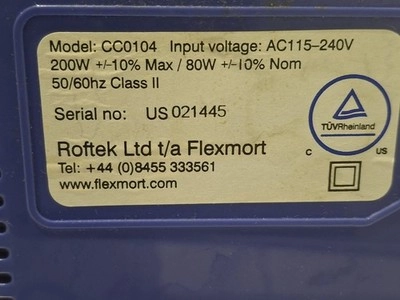 Model: CC0104 Input voltage: AC115-240V
200W +/-10% Max / 80W +/-10% Nom
50/60hz Class II
Serial no: US 021445
TÜVRheinland
C US
Roftek Ltd t/a Flexmort
Tel: +44 (0)8455 333561
www.flexmort.com